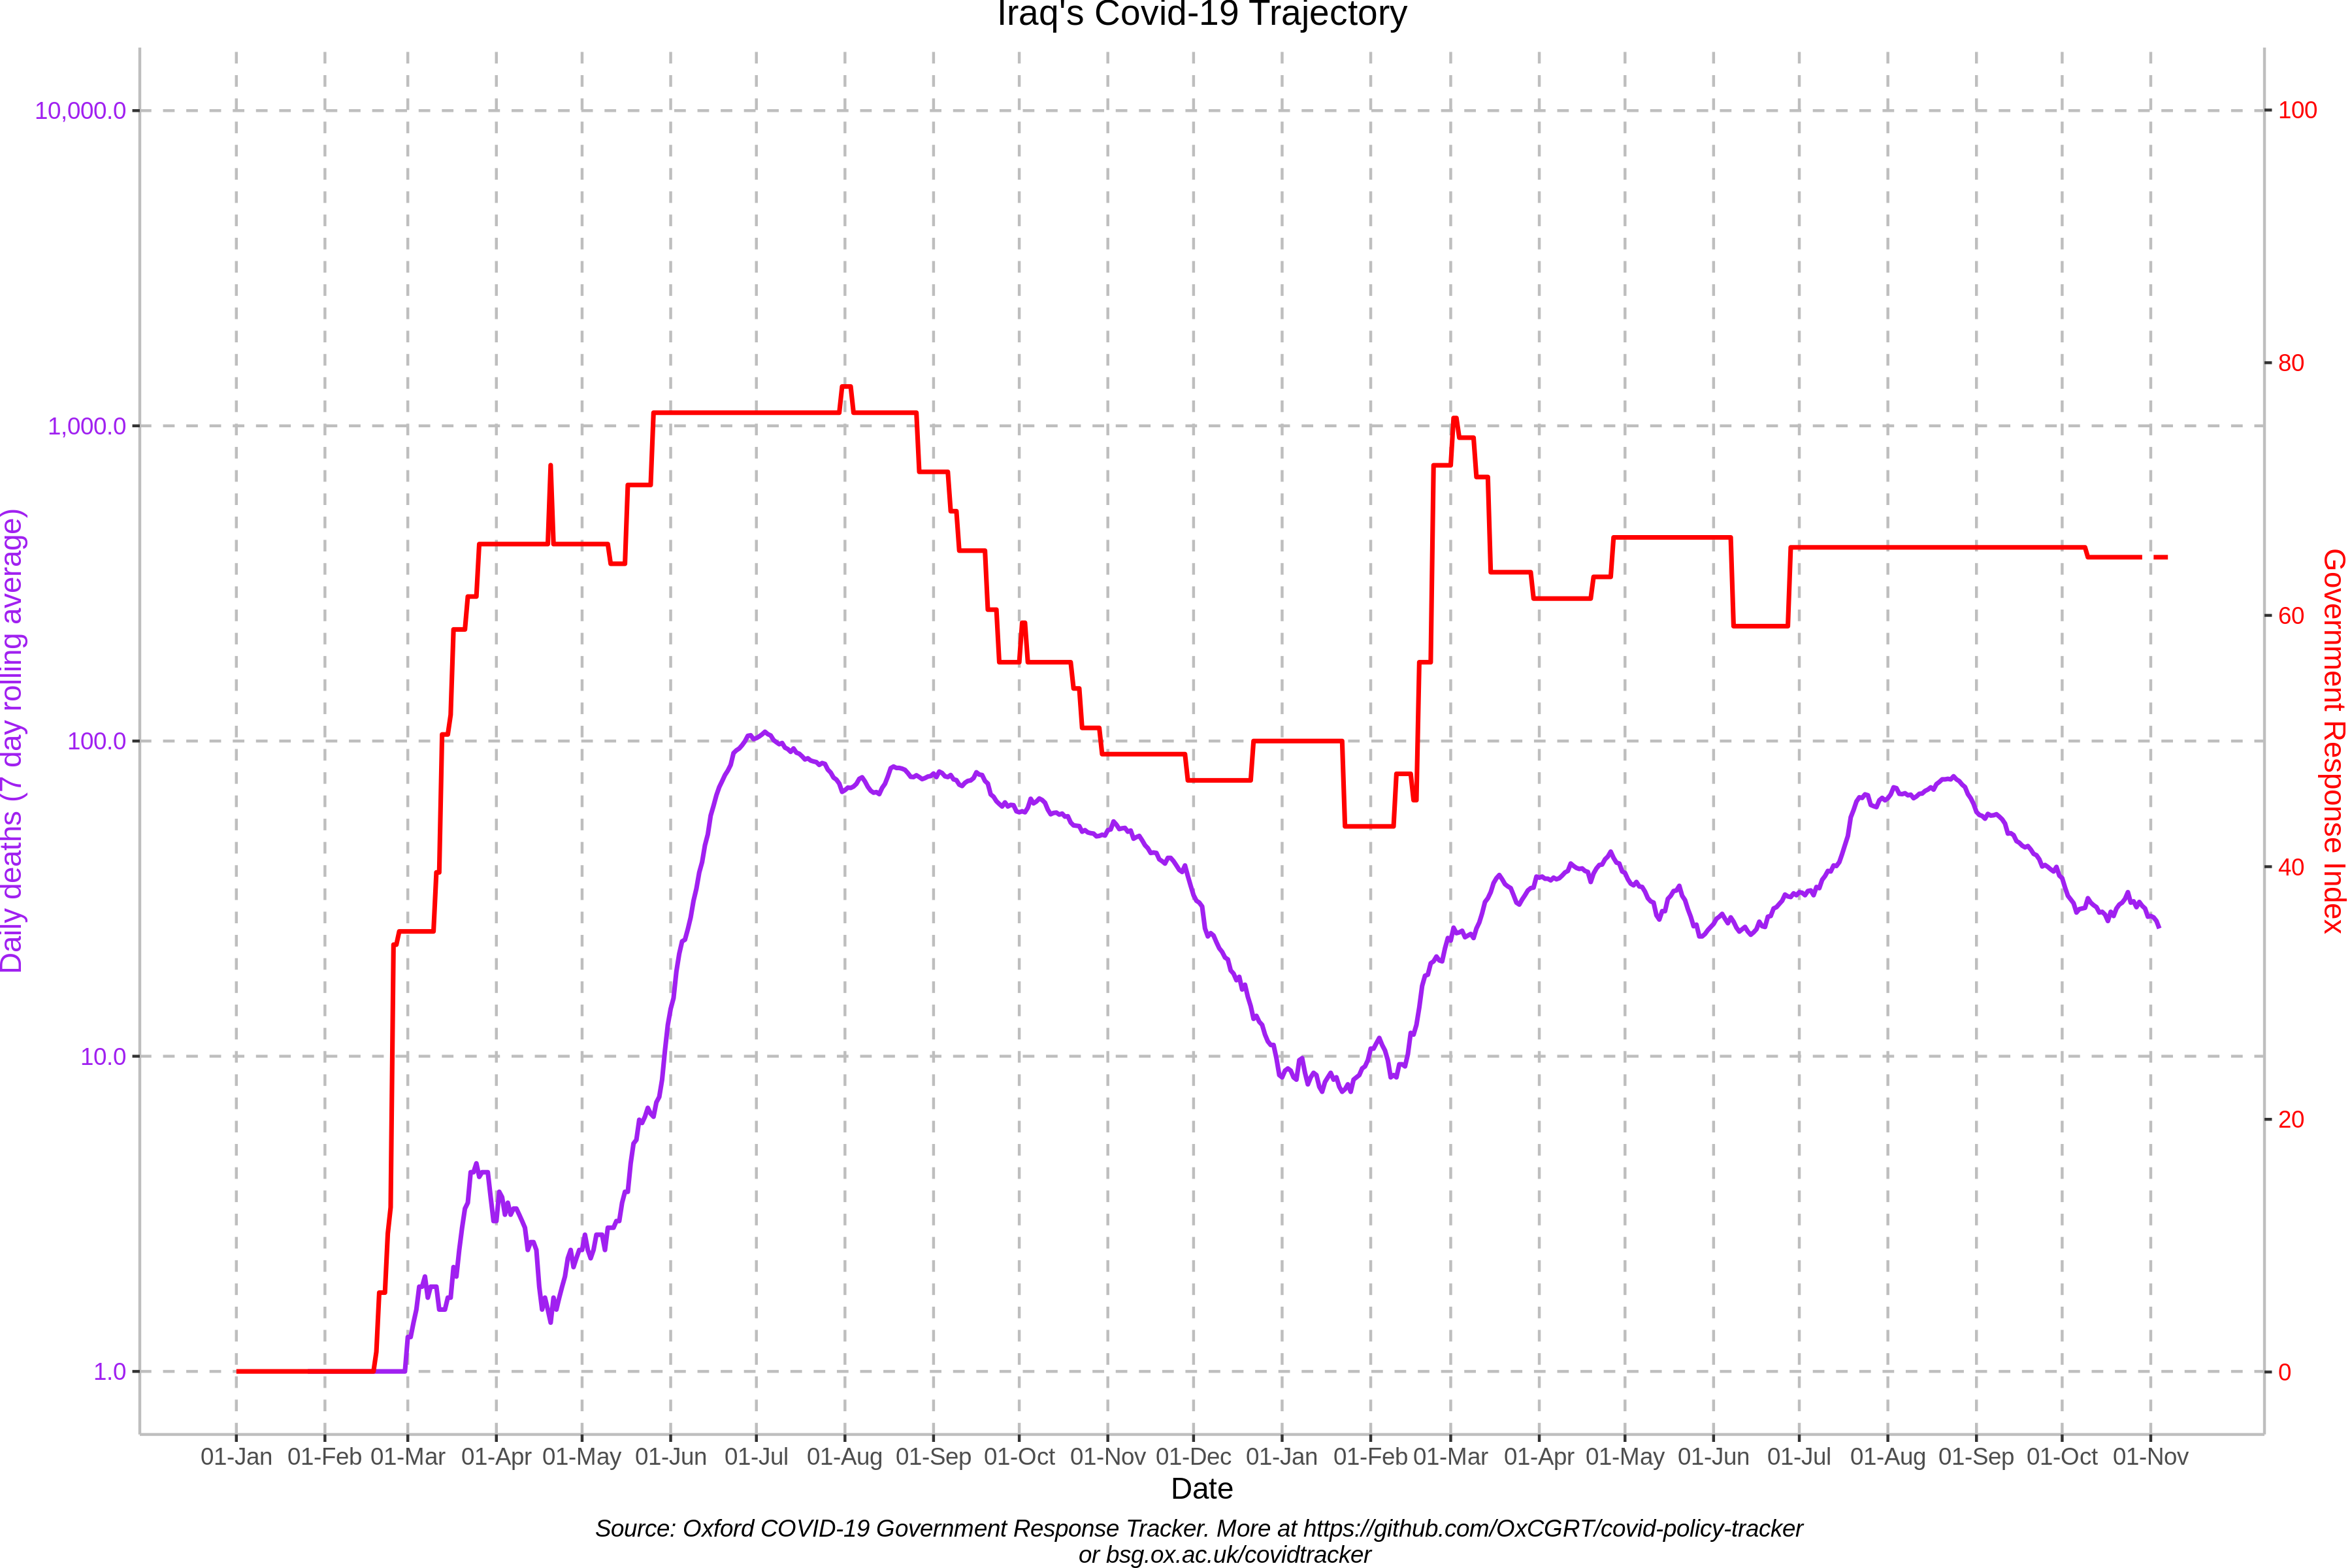 Iraq's Covid-19 Trajectory
10,000.0
1,000.0
100.0
10.0
1.0
Daily deaths (7 day rolling average)
100
80
60
40
20
0
Government Response Index
01-Jan 01-Feb 01-Mar 01-Apr 01-May 01-Jun 01-Jul 01-Aug 01-Sep 01-Oct 01-Nov 01-Dec 01-Jan 01-Feb 01-Mar 01-Apr 01-May 01-Jun 01-Jul 01-Aug 01-Sep 01-Oct 01-Nov
Date
Source: Oxford COVID-19 Government Response Tracker. More at https://github.com/OxCGRT/covid-policy-tracker
or bsg.ox.ac.uk/covidtracker